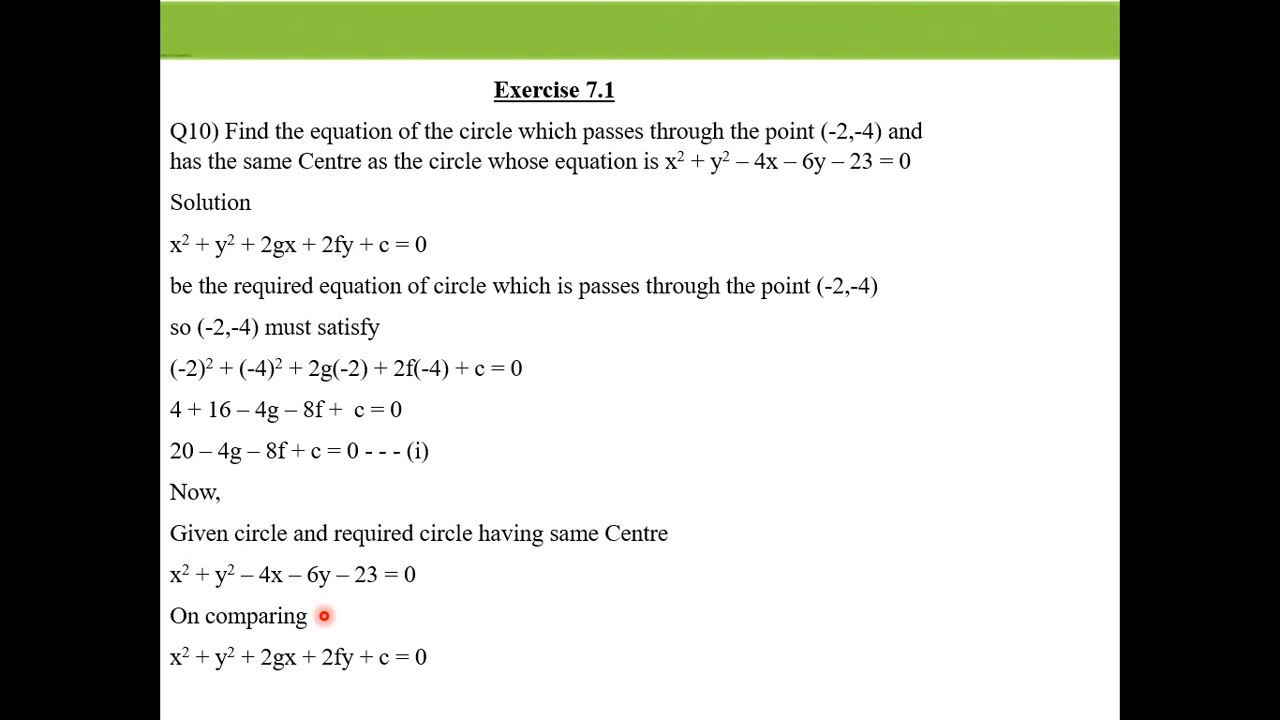 Exercise 7.1
Q10) Find the equation of the circle which passes through the point (-2,-4) and
has the same Centre as the circle whose equation is x² + y² – 4x – 6y – 23 = 0
Solution
x² + y² + 2gx + 2fy + c = 0
be the required equation of circle which is passes through the point (-2,-4)
so (-2,-4) must satisfy
(-2)² + (-4)² + 2g(-2) + 2f(-4) + c = 0
4 + 16 – 4g – 8f + c = 0
20 – 4g – 8f + c = 0 - - - (i)
Now,
Given circle and required circle having same Centre
x² + y² – 4x – 6y – 23 = 0
On comparing
x² + y² + 2gx + 2fy + c = 0